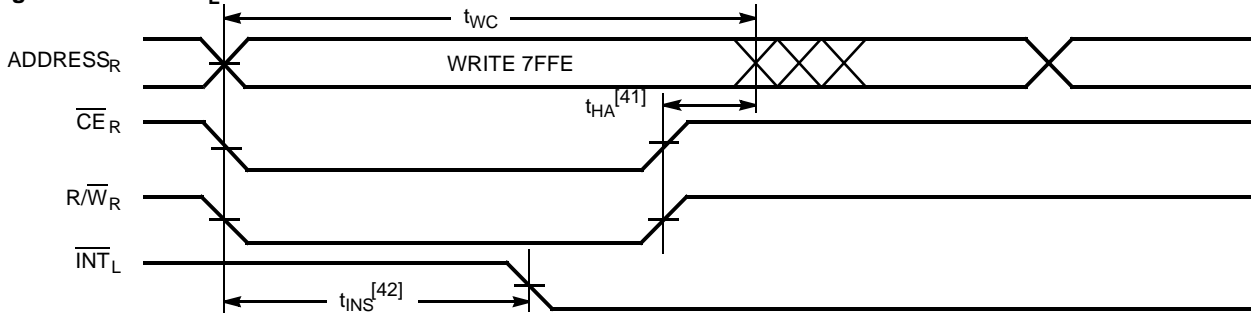 L
tWC
ADDRESSR
WRITE 7FFE
tHA[41]
CER
R/WR
INTL
tINS[42]